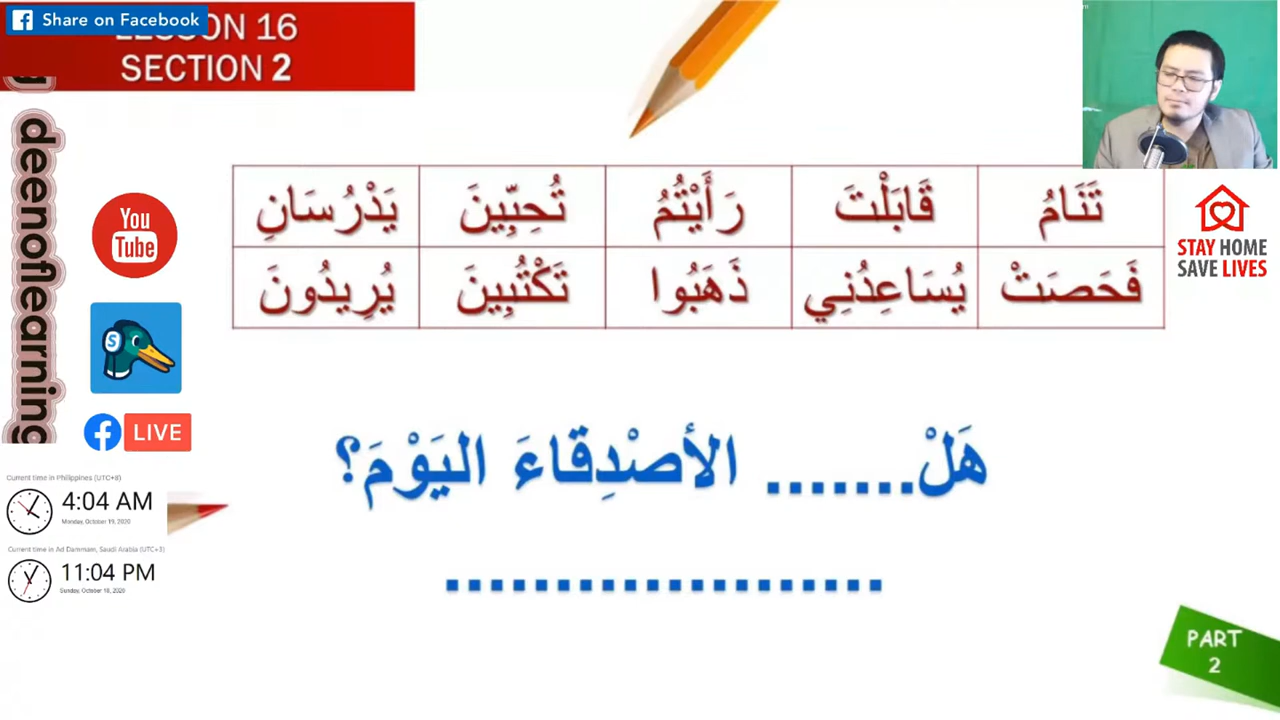 Share on Facebook
LESSON 16
SECTION 2
deenoflearning
You
Tube
S
LIVE
Current time in Philippines (UTC+8)
4:04 AM
Monday, October 19, 2020
Current time in Ad Dammam, Saudi Arabia (UTC+3)
11:04 PM
Sunday, October 18, 2020
تَنَامُ قَابَلْتَ رَأَيْتُمُ تُحِبِّينَ يَدْرُسَانِ
فَحَصَتْ يُسَاعِدُنِي ذَهَبُوا تَكْتُبِينَ يُرِيدُونَ
هَلْ....... الأصْدِقَاءَ اليَوْمَ؟
....................
STAY HOME
SAVE LIVES
PART
2